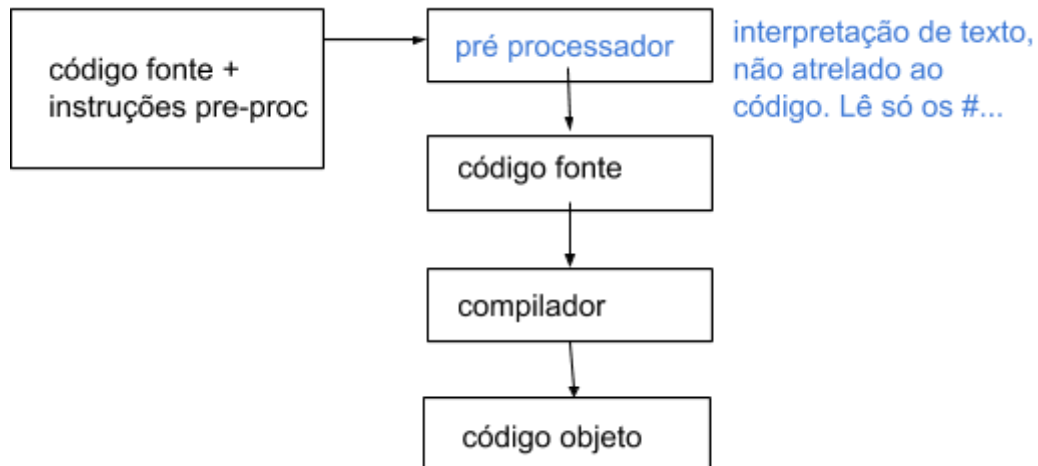 código fonte +
instruções pre-proc
pré processador
interpretação de texto,
não atrelado ao
código. Lê só os #...
código fonte
compilador
código objeto